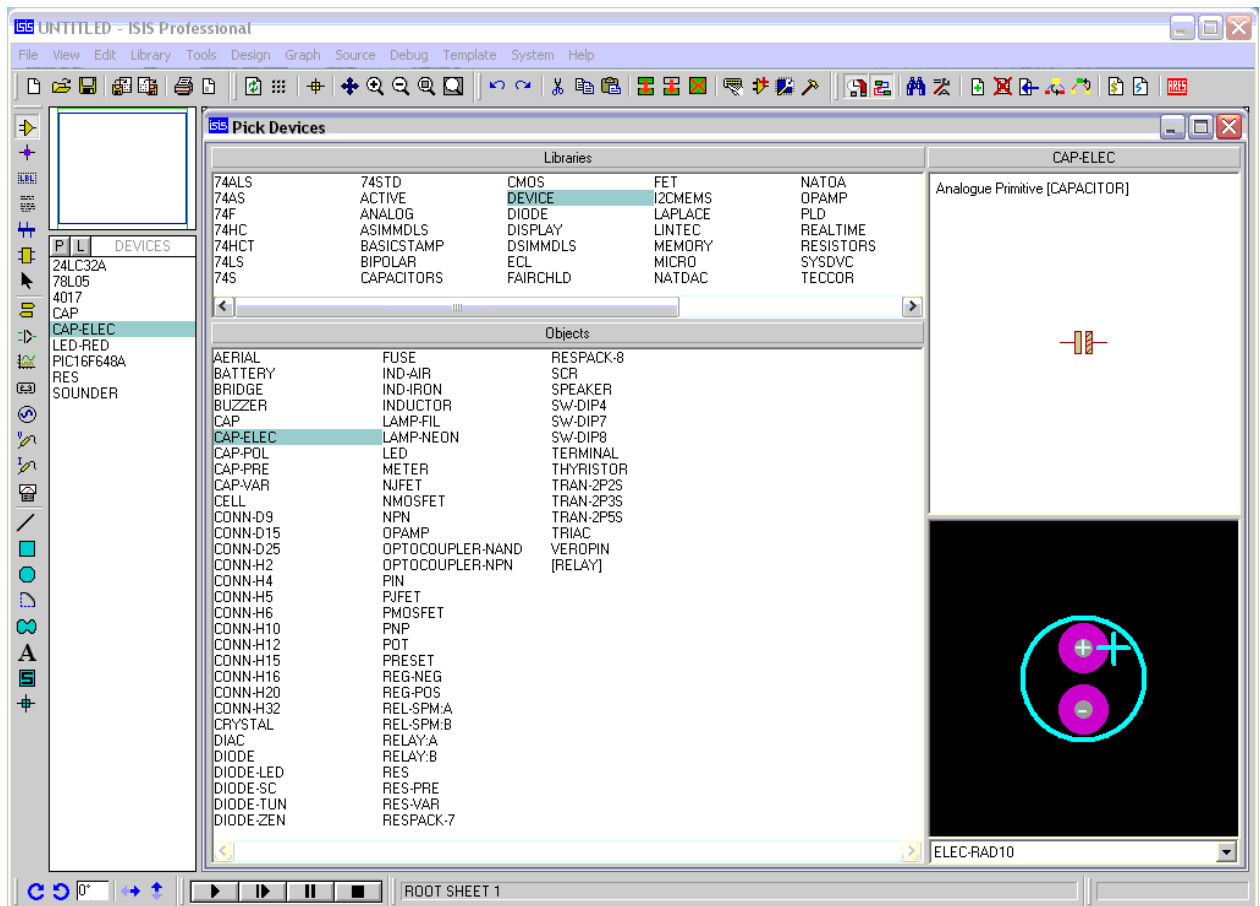 ISIS UNTITLED - ISIS Professional
File View Edit Library Tools Design Graph Source Debug Template System Help
LBL
ARES
isis Pick Devices
Libraries
CAP-ELEC
74ALS 74STD CMOS FET NATOA
74AS ACTIVE DEVICE I2CMEMS OPAMP
74F ANALOG DIODE LAPLACE PLD
74HC ASIMMDLS DISPLAY LINTEC REALTIME
74HCT BASICSTAMP DSIMMDLS MEMORY RESISTORS
74LS BIPOLAR ECL MICRO SYSDVC
74S CAPACITORS FAIRCHLD NATDAC TECCOR
Analogue Primitive [CAPACITOR]
P L DEVICES
24LC32A
78L05
4017
CAP
CAP-ELEC
LED-RED
PIC16F648A
RES
SOUNDER
Objects
AERIAL FUSE RESPACK-8
BATTERY IND-AIR SCR
BRIDGE IND-IRON SPEAKER
BUZZER INDUCTOR SW-DIP4
CAP LAMP-FIL SW-DIP7
CAP-ELEC LAMP-NEON SW-DIP8
CAP-POL LED TERMINAL
CAP-PRE METER THYRISTOR
CAP-VAR NJFET TRAN-2P2S
CELL NMOSFET TRAN-2P3S
CONN-D9 NPN TRAN-2P5S
CONN-D15 OPAMP TRIAC
CONN-D25 OPTOCOUPLER-NAND VEROPIN
CONN-H2 OPTOCOUPLER-NPN [RELAY]
CONN-H4 PIN
CONN-H5 PJFET
CONN-H6 PMOSFET
CONN-H10 PNP
CONN-H12 POT
CONN-H15 PRESET
CONN-H16 REG-NEG
CONN-H20 REG-POS
CONN-H32 REL-SPM:A
CRYSTAL REL-SPM:B
DIAC RELAY:A
DIODE RELAY:B
DIODE-LED RES
DIODE-SC RES-PRE
DIODE-TUN RES-VAR
DIODE-ZEN RESPACK-7
A
S
+
-
ELEC-RAD10
0°
ROOT SHEET 1